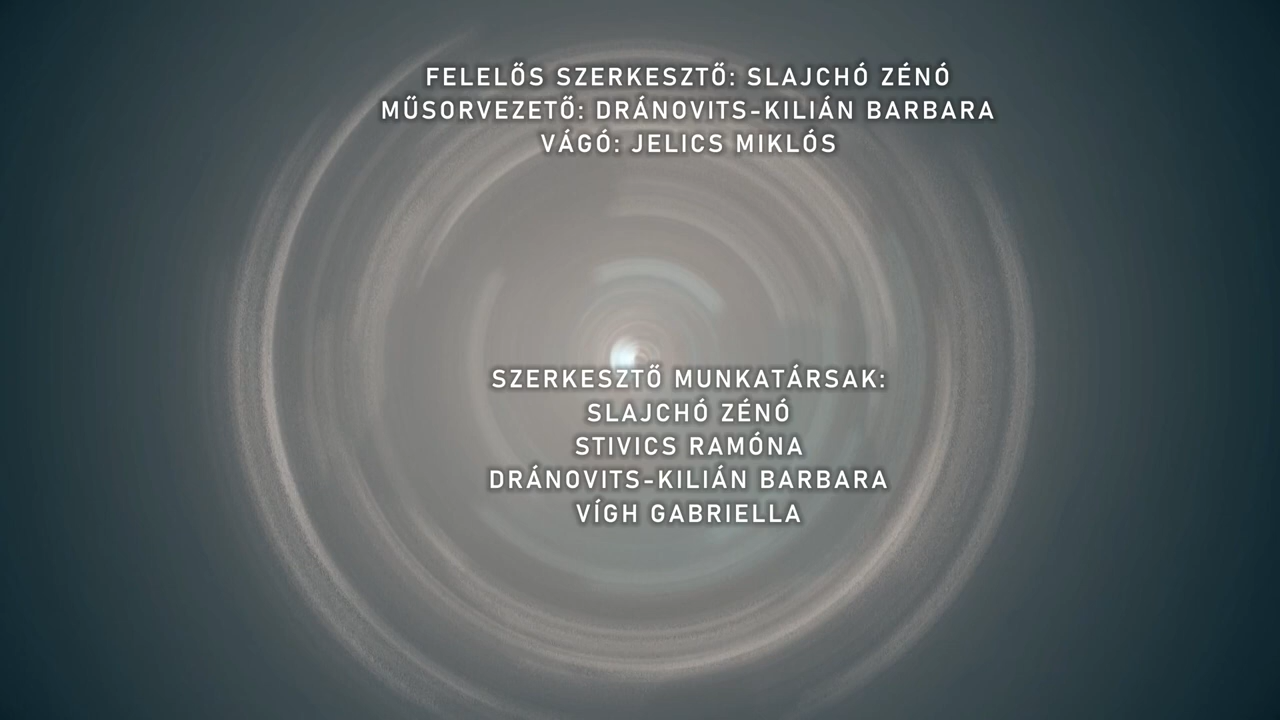 FELELŐS SZERKESZTŐ: SLAJCHÓ ZÉNÓ
MŰSORVEZETŐ: DRÁNOVITS-KILIÁN BARBARA
VÁGÓ: JELICS MIKLÓS
SZERKESZTŐ MUNKATÁRSAK:
SLAJCHÓ ZÉNÓ
STIVICS RAMÓNA
DRÁNOVITS-KILIÁN BARBARA
VÍGH GABRIELLA